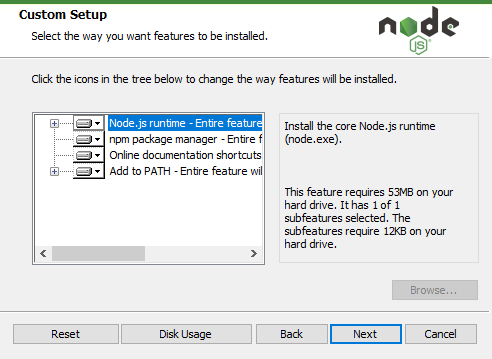 Custom Setup
Select the way you want features to be installed.
node
JS
Click the icons in the tree below to change the way features will be installed.
Node.js runtime - Entire feature
npm package manager - Entire f
Online documentation shortcuts
Add to PATH - Entire feature wil
Install the core Node.js runtime
(node.exe).
This feature requires 53MB on your
hard drive. It has 1 of 1
subfeatures selected. The
subfeatures require 12KB on your
hard drive.
Browse...
Reset
Disk Usage
Back
Next
Cancel